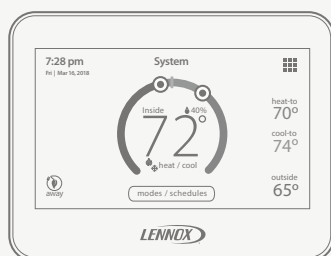 7:28 pm
System
Fri | Mar 16, 2018
Inside
40%
72°
heat / cool
heat-to
70°
cool-to
74°
outside
65°
away
modes / schedules
LENNOX